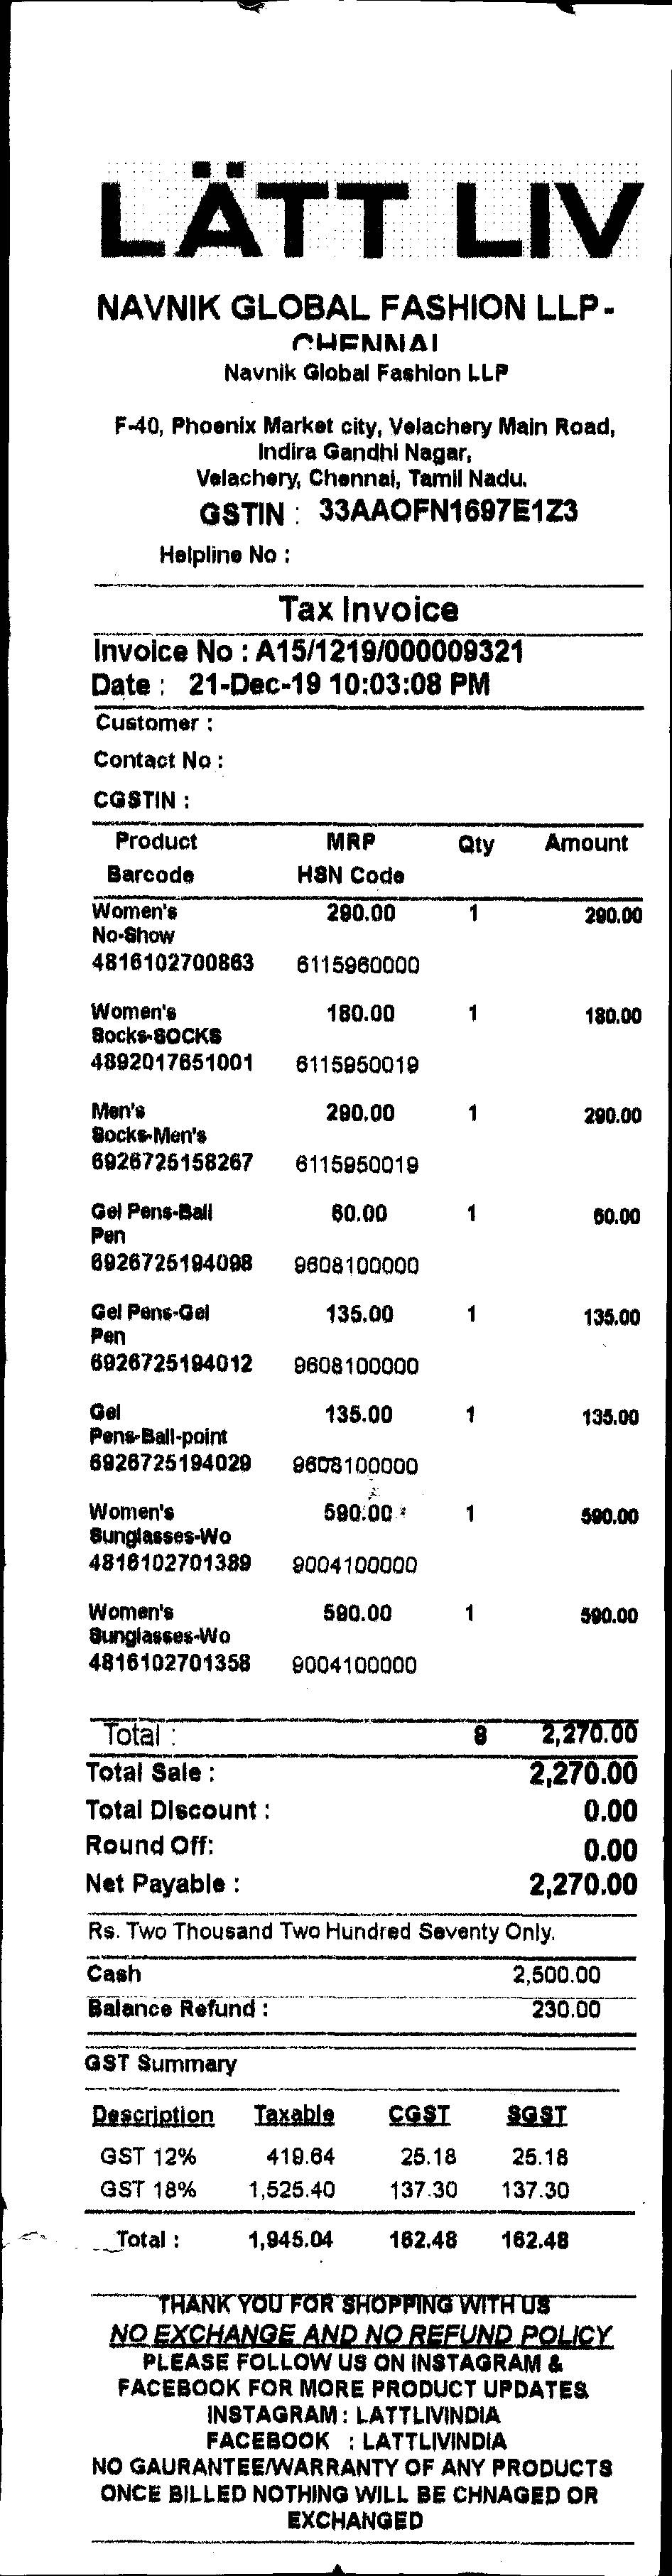 LÄTT LIV
NAVNIK GLOBAL FASHION LLP -
CHENNAI
Navnik Global Fashion LLP
F-40, Phoenix Market city, Velachery Main Road,
Indira Gandhi Nagar,
Velachery, Chennai, Tamil Nadu.
GSTIN : 33AAOFN1697E1Z3
Helpline No :
Tax Invoice
Invoice No : A15/1219/000009321
Date : 21-Dec-19 10:03:08 PM
Customer :
Contact No :
CGSTIN :
Product MRP Qty Amount
Barcode HSN Code
Women's 290.00 1 290.00
No-Show
4816102700863 6115960000
Women's 180.00 1 180.00
Socks-SOCKS
4892017651001 6115950019
Men's 290.00 1 290.00
Socks-Men's
6926725158267 6115950019
Gel Pens-Ball 60.00 1 60.00
Pen
6926725194098 9608100000
Gel Pens-Gel 135.00 1 135.00
Pen
6926725194012 9608100000
Gel 135.00 1 135.00
Pens-Ball-point
6926725194029 9608100000
Women's 590.00 1 590.00
Sunglasses-Wo
4816102701389 9004100000
Women's 590.00 1 590.00
Sunglasses-Wo
4816102701358 9004100000
Total : 8 2,270.00
Total Sale : 2,270.00
Total Discount : 0.00
Round Off: 0.00
Net Payable : 2,270.00
Rs. Two Thousand Two Hundred Seventy Only.
Cash 2,500.00
Balance Refund : 230.00
GST Summary
Description Taxable CGST SGST
GST 12% 419.64 25.18 25.18
GST 18% 1,525.40 137.30 137.30
Total : 1,945.04 162.48 162.48
THANK YOU FOR SHOPPING WITH US
NO EXCHANGE AND NO REFUND POLICY
PLEASE FOLLOW US ON INSTAGRAM &
FACEBOOK FOR MORE PRODUCT UPDATES
INSTAGRAM : LATTLIVINDIA
FACEBOOK : LATTLIVINDIA
NO GAURANTEE/WARRANTY OF ANY PRODUCTS
ONCE BILLED NOTHING WILL BE CHNAGED OR
EXCHANGED